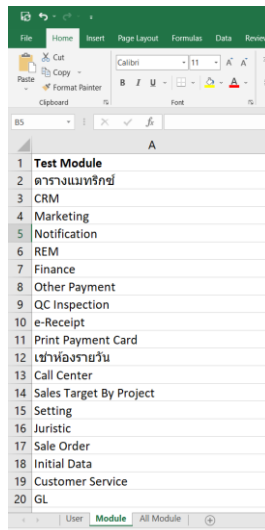 File Home Insert Page Layout Formulas Data Review
Cut
Copy
Format Painter
Paste
Calibri 11 A A
B I U A
Clipboard Font
B5 fx
A
1 Test Module
2 ตารางแมทริกซ์
3 CRM
4 Marketing
5 Notification
6 REM
7 Finance
8 Other Payment
9 QC Inspection
10 e-Receipt
11 Print Payment Card
12 เช่าห้องรายวัน
13 Call Center
14 Sales Target By Project
15 Setting
16 Juristic
17 Sale Order
18 Initial Data
19 Customer Service
20 GL
User Module All Module